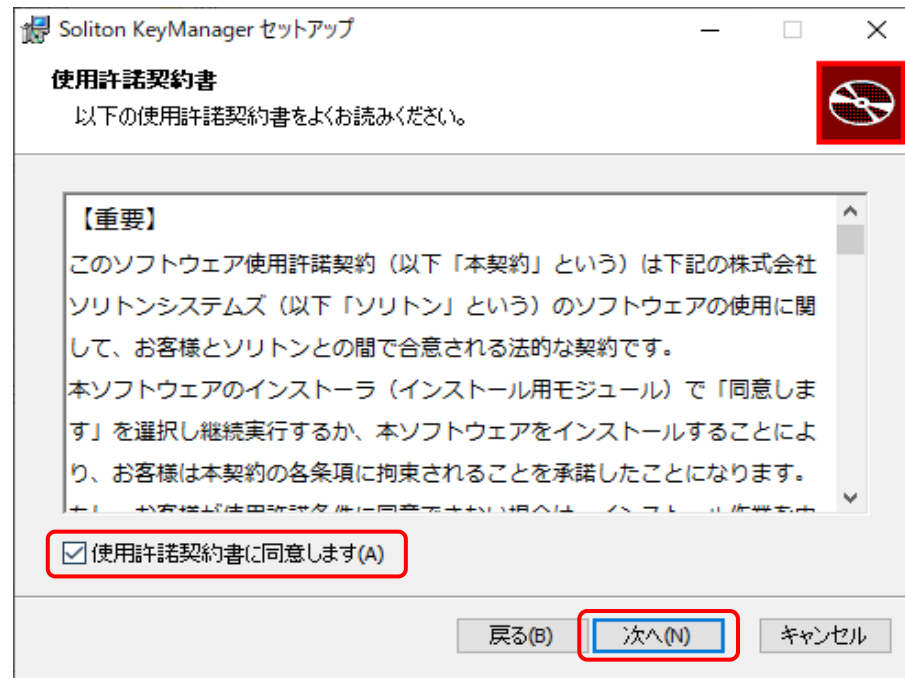 Soliton KeyManager セットアップ
使用許諾契約書
以下の使用許諾契約書をよくお読みください。
【重要】
このソフトウェア使用許諾契約（以下「本契約」という）は下記の株式会社
ソリトンシステムズ（以下「ソリトン」という）のソフトウェアの使用に関
して、お客様とソリトンとの間で合意される法的な契約です。
本ソフトウェアのインストーラ（インストール用モジュール）で「同意しま
す」を選択し継続実行するか、本ソフトウェアをインストールすることによ
り、お客様は本契約の各条項に拘束されることを承諾したことになります。
使用許諾契約書に同意します(A)
戻る(B) 次へ(N) キャンセル